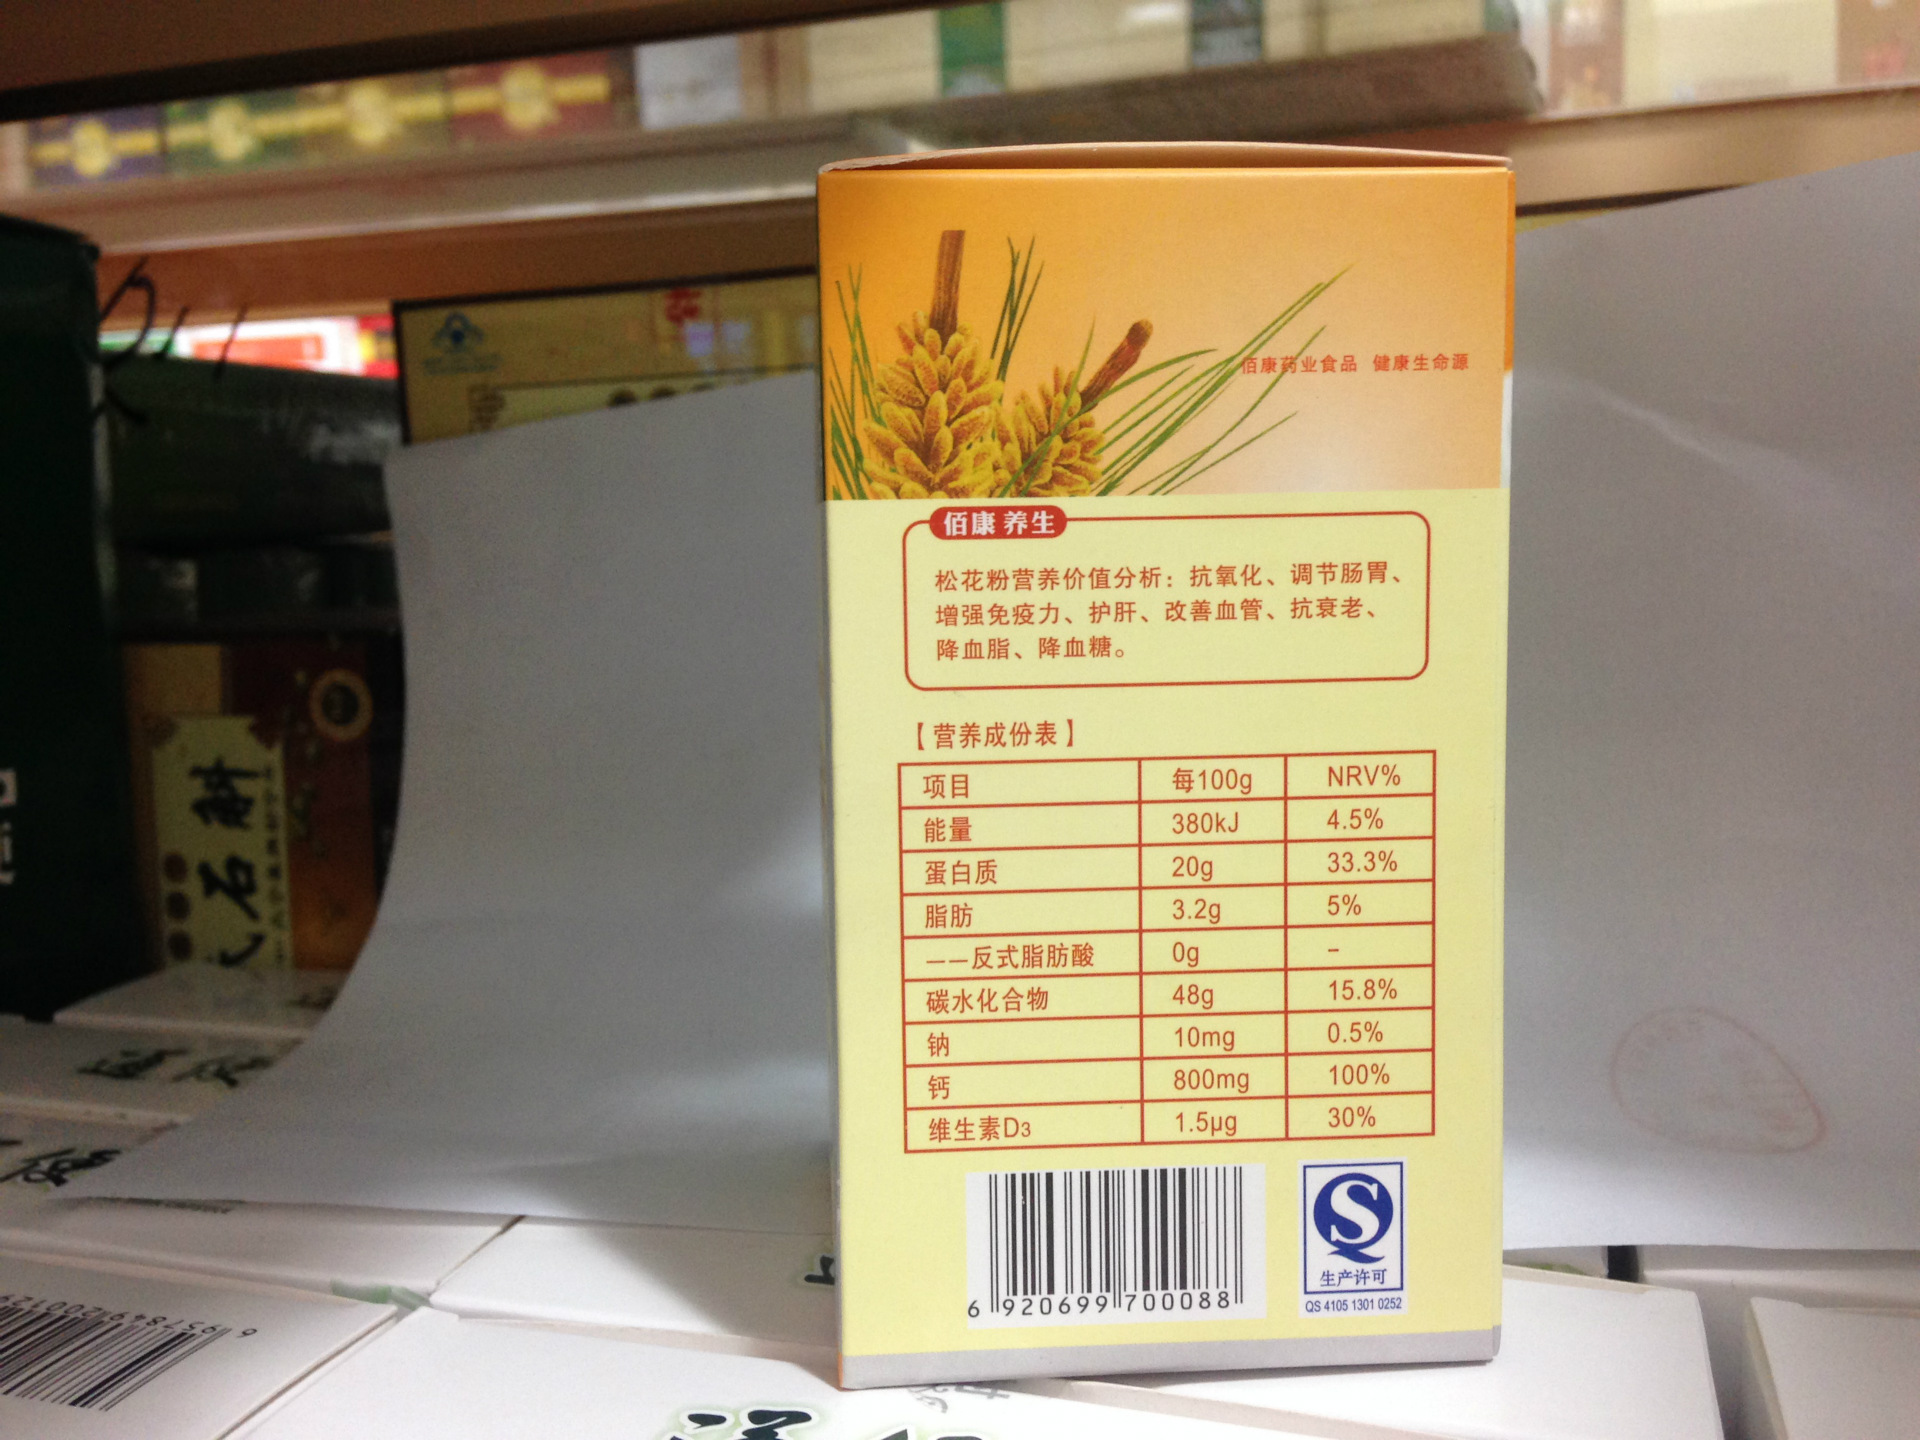 佰康药业食品 健康生命源
佰康 养生
松花粉营养价值分析：抗氧化、调节肠胃、
增强免疫力、护肝、改善血管、抗衰老、
降血脂、降血糖。
【营养成份表】
项目 每100g NRV%
能量 380kJ 4.5%
蛋白质 20g 33.3%
脂肪 3.2g 5%
——反式脂肪酸 0g -
碳水化合物 48g 15.8%
钠 10mg 0.5%
钙 800mg 100%
维生素D3 1.5μg 30%
6 920699 700088
生产许可
QS 4105 1301 0252
石斛